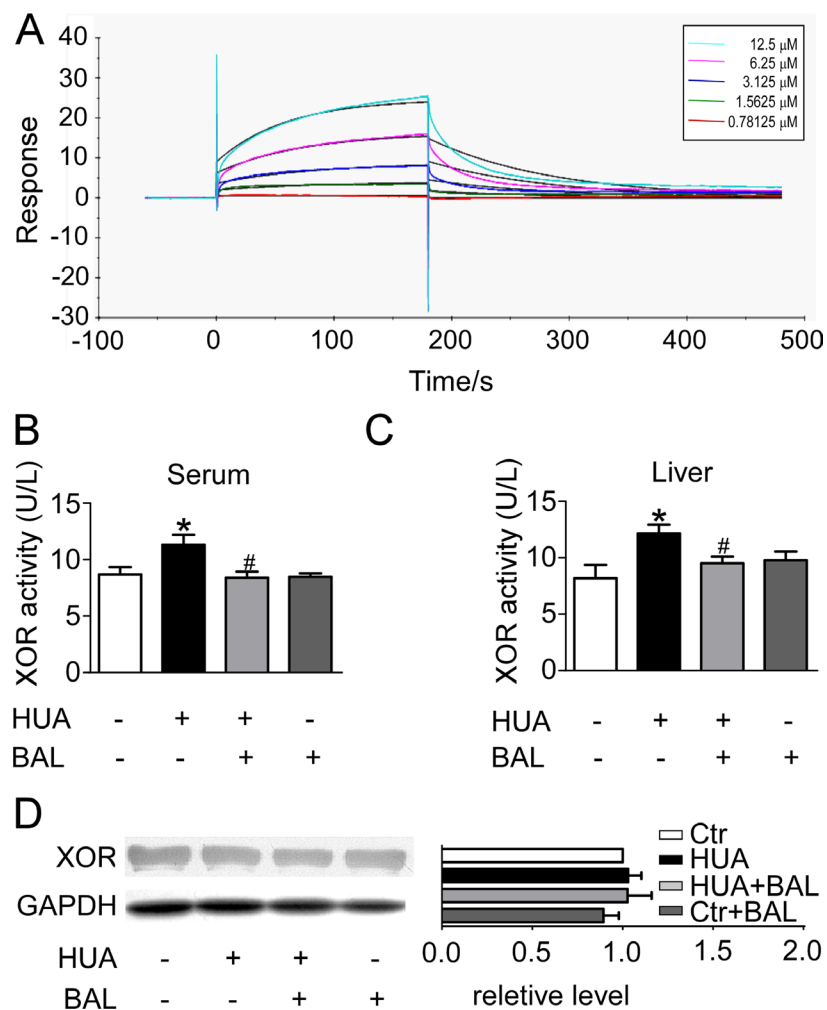 A
40
30
20
10
0
-10
-20
-30
Response
-100 0 100 200 300 400 500
Time/s
12.5 µM
6.25 µM
3.125 µM
1.5625 µM
0.78125 µM
B
Serum
XOR activity (U/L)
15
10
5
0
*
#
HUA - + + -
BAL - - + +
C
Liver
XOR activity (U/L)
15
10
5
0
*
#
HUA - + + -
BAL - - + +
D
XOR
GAPDH
HUA - + + -
BAL - - + +
Ctr
HUA
HUA+BAL
Ctr+BAL
0.0 0.5 1.0 1.5 2.0
reletive level